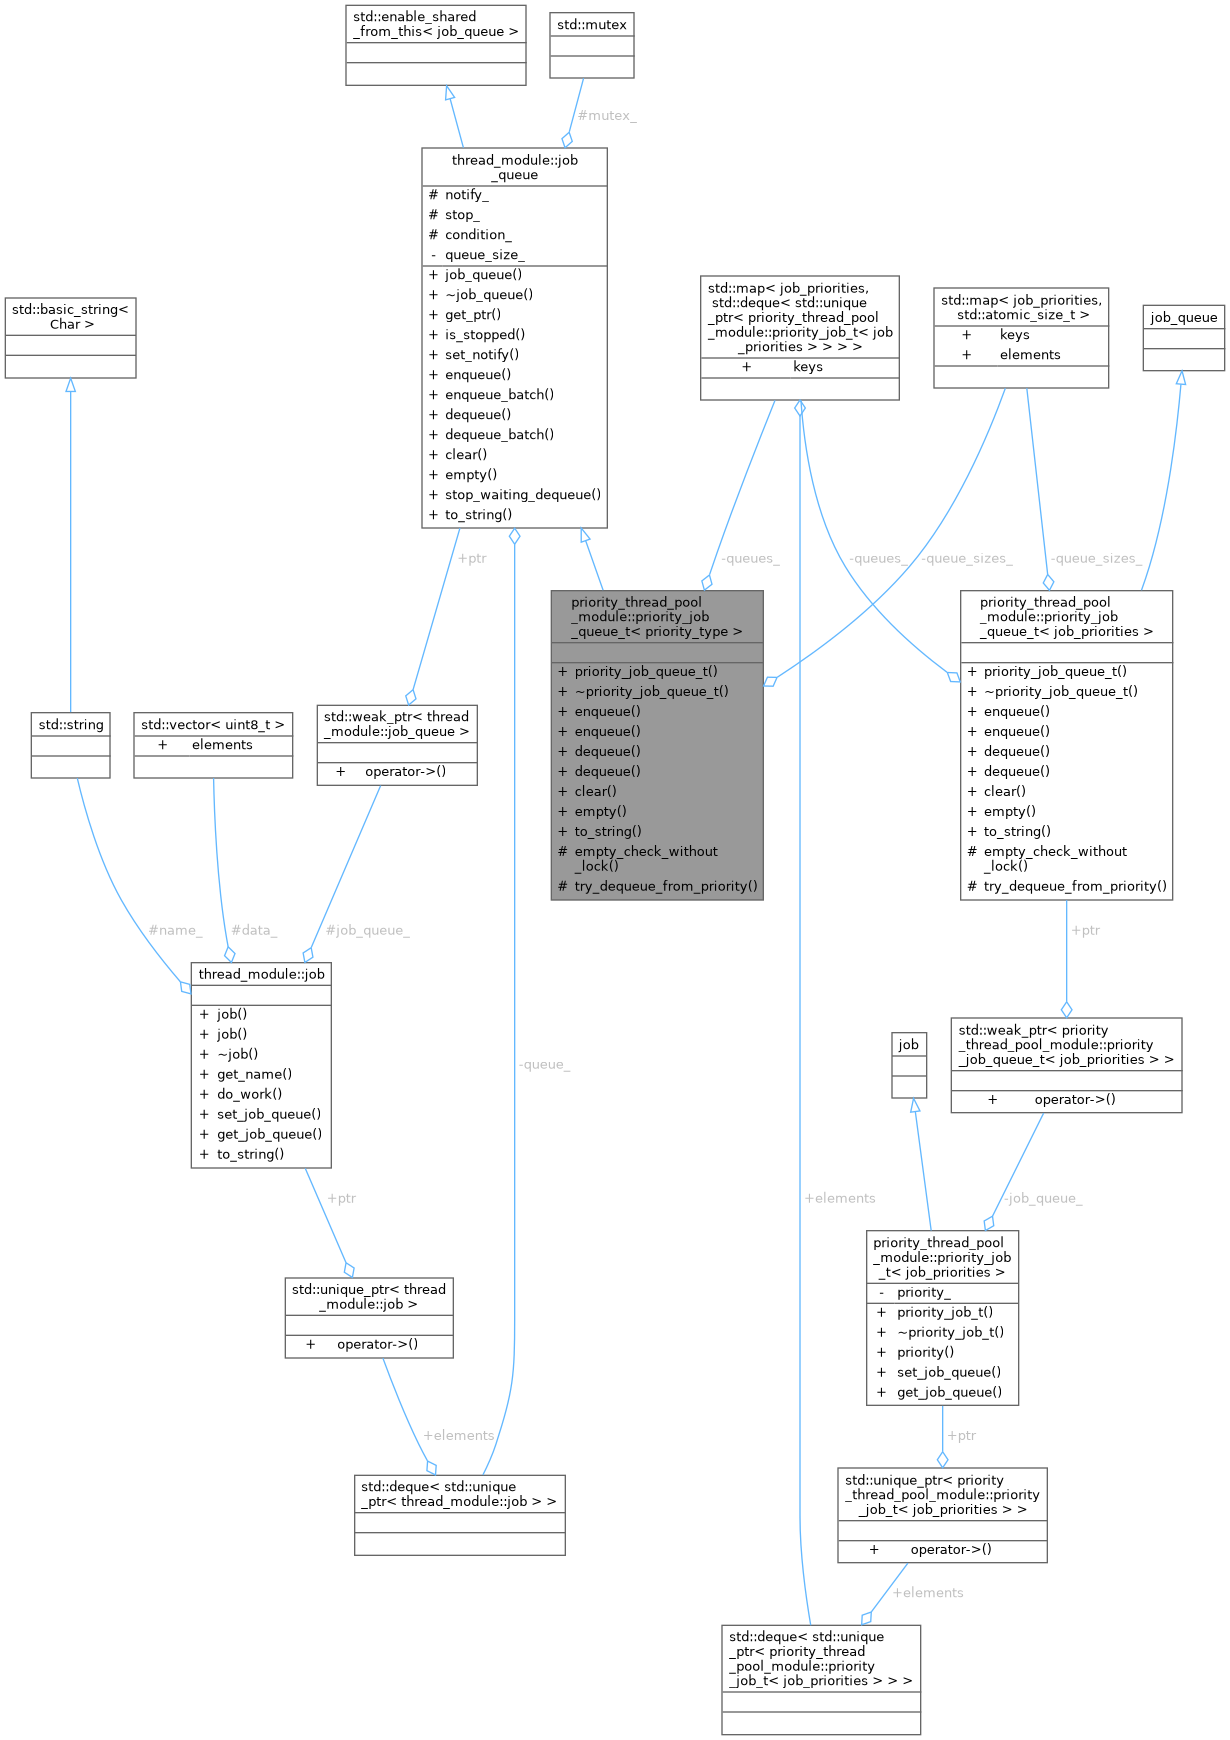 std::enable_shared
_from_this< job_queue >
std::mutex
#mutex_
thread_module::job
_queue
# notify_
# stop_
# condition_
- queue_size_
+ job_queue()
+ ~job_queue()
+ get_ptr()
+ is_stopped()
+ set_notify()
+ enqueue()
+ enqueue_batch()
+ dequeue()
+ dequeue_batch()
+ clear()
+ empty()
+ stop_waiting_dequeue()
+ to_string()
std::map< job_priorities,
std::deque< std::unique
_ptr< priority_thread_pool
_module::priority_job_t< job
_priorities > > > >
+ keys
std::map< job_priorities,
std::atomic_size_t >
+ keys
+ elements
job_queue
std::basic_string<
Char >
+ptr
-queues_
-queues_
-queue_sizes_
-queue_sizes_
priority_thread_pool
_module::priority_job
_queue_t< priority_type >
+ priority_job_queue_t()
+ ~priority_job_queue_t()
+ enqueue()
+ enqueue()
+ dequeue()
+ dequeue()
+ clear()
+ empty()
+ to_string()
# empty_check_without
_lock()
# try_dequeue_from_priority()
priority_thread_pool
_module::priority_job
_queue_t< job_priorities >
+ priority_job_queue_t()
+ ~priority_job_queue_t()
+ enqueue()
+ enqueue()
+ dequeue()
+ dequeue()
+ clear()
+ empty()
+ to_string()
# empty_check_without
_lock()
# try_dequeue_from_priority()
std::string
std::vector< uint8_t >
+ elements
std::weak_ptr< thread
_module::job_queue >
+ operator->()
#name_
#data_
#job_queue_
+ptr
thread_module::job
+ job()
+ job()
+ ~job()
+ get_name()
+ do_work()
+ set_job_queue()
+ get_job_queue()
+ to_string()
-queue_
job
std::weak_ptr< priority
_thread_pool_module::priority
_job_queue_t< job_priorities > >
+ operator->()
+ptr
+elements
-job_queue_
priority_thread_pool
_module::priority_job
_t< job_priorities >
- priority_
+ priority_job_t()
+ ~priority_job_t()
+ priority()
+ set_job_queue()
+ get_job_queue()
std::unique_ptr< thread
_module::job >
+ operator->()
+elements
+ptr
std::deque< std::unique
_ptr< thread_module::job > >
std::unique_ptr< priority
_thread_pool_module::priority
_job_t< job_priorities > >
+ operator->()
+elements
std::deque< std::unique
_ptr< priority_thread
_pool_module::priority
_job_t< job_priorities > > >